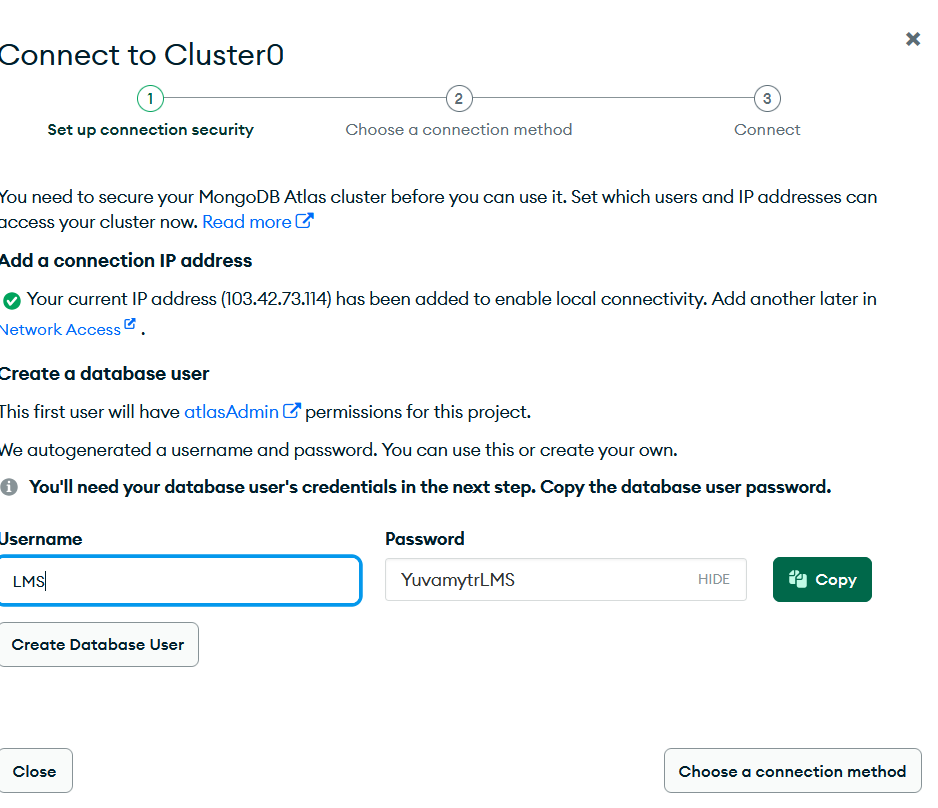 Connect to Cluster0
1 2 3
Set up connection security Choose a connection method Connect
You need to secure your MongoDB Atlas cluster before you can use it. Set which users and IP addresses can
access your cluster now. Read more
Add a connection IP address
Your current IP address (103.42.73.114) has been added to enable local connectivity. Add another later in
Network Access .
Create a database user
This first user will have atlasAdmin permissions for this project.
We autogenerated a username and password. You can use this or create your own.
You'll need your database user's credentials in the next step. Copy the database user password.
Username Password
LMS YuvamytrLMS HIDE Copy
Create Database User
Close Choose a connection method